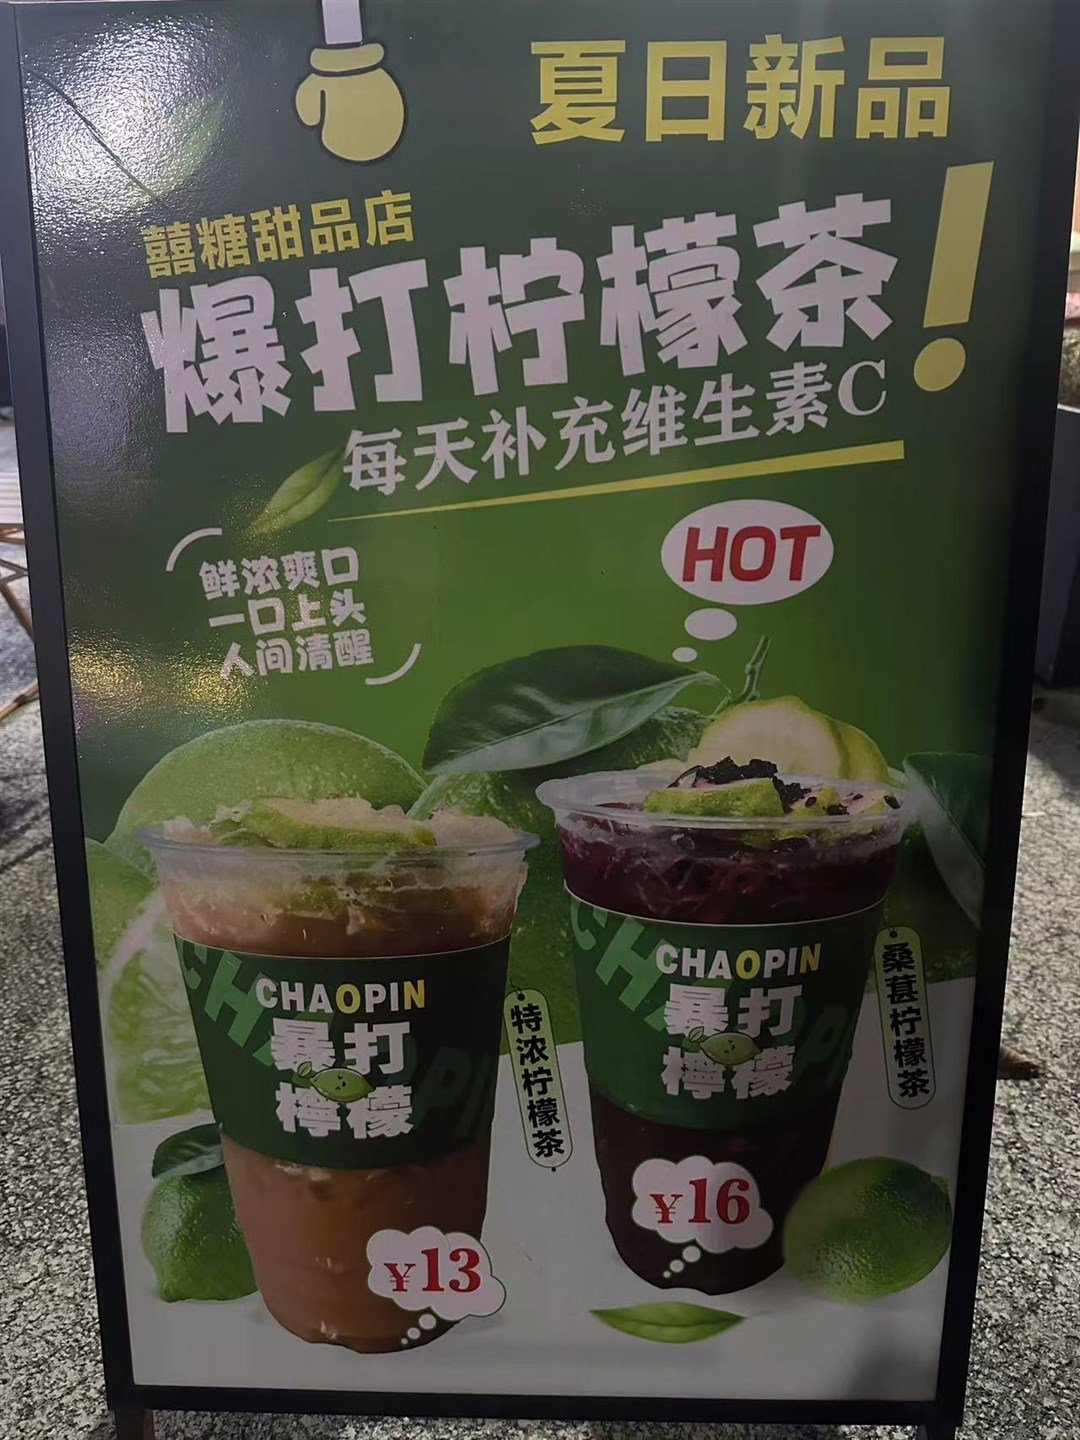 夏日新品
囍糖甜品店
爆打柠檬茶!
每天补充维生素C
鲜浓爽口
一口上头
人间清醒
HOT
CHAOPIN
暴打
檸檬
特浓柠檬茶
¥13
CHAOPIN
暴打
檸檬
桑葚柠檬茶
¥16